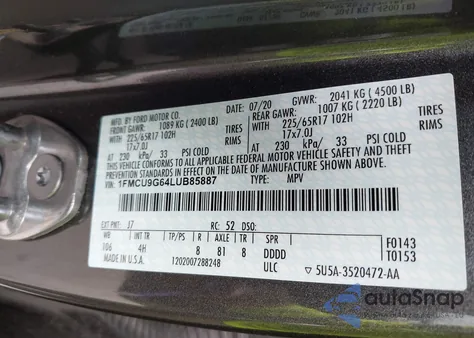 MFD. BY FORD MOTOR CO.
07/20 GVWR: 2041 KG ( 4500 LB)
FRONT GAWR: REAR GAWR:
1089 KG ( 2400 LB) 1007 KG ( 2220 LB)
WITH WITH
225/65R17 102H 225/65R17 102H
17x7.0J 17x7.0J
AT 230 kPa/ 33 PSI COLD AT 230 kPa/ 33 PSI COLD
THIS VEHICLE CONFORMS TO ALL APPLICABLE FEDERAL MOTOR VEHICLE SAFETY
AND THEFT PREVENTION STANDARDS IN EFFECT ON THE DATE OF MANUFACTURE
SHOWN ABOVE.
VIN: 1FMCU9G64LUB85887
TYPE: MPV
EXT PNT: J7 RC: 52 DSO:
WB INT TR TP/PS R AXLE TR SPR
106 4H 8 81 8 DDDD
MADE IN U.S.A. 1202007288248 ULC
F0143
T0153
▽ 5U5A-3520472-AA
autoSnap